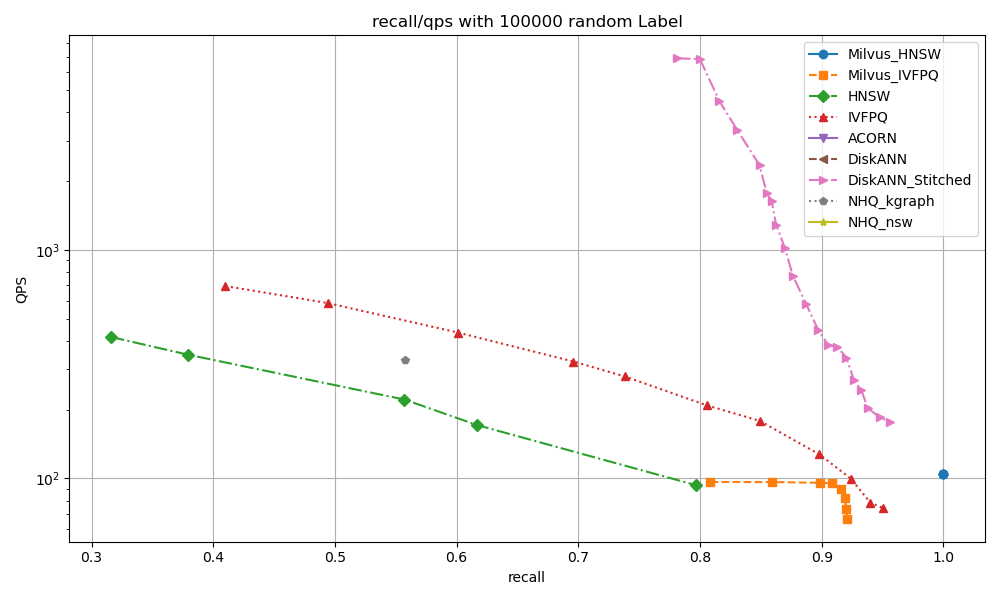 recall/qps with 100000 random Label
QPS
10³
10²
Milvus_HNSW
Milvus_IVFPQ
HNSW
IVFPQ
ACORN
DiskANN
DiskANN_Stitched
NHQ_kgraph
NHQ_nsw
0.3 0.4 0.5 0.6 0.7 0.8 0.9 1.0
recall